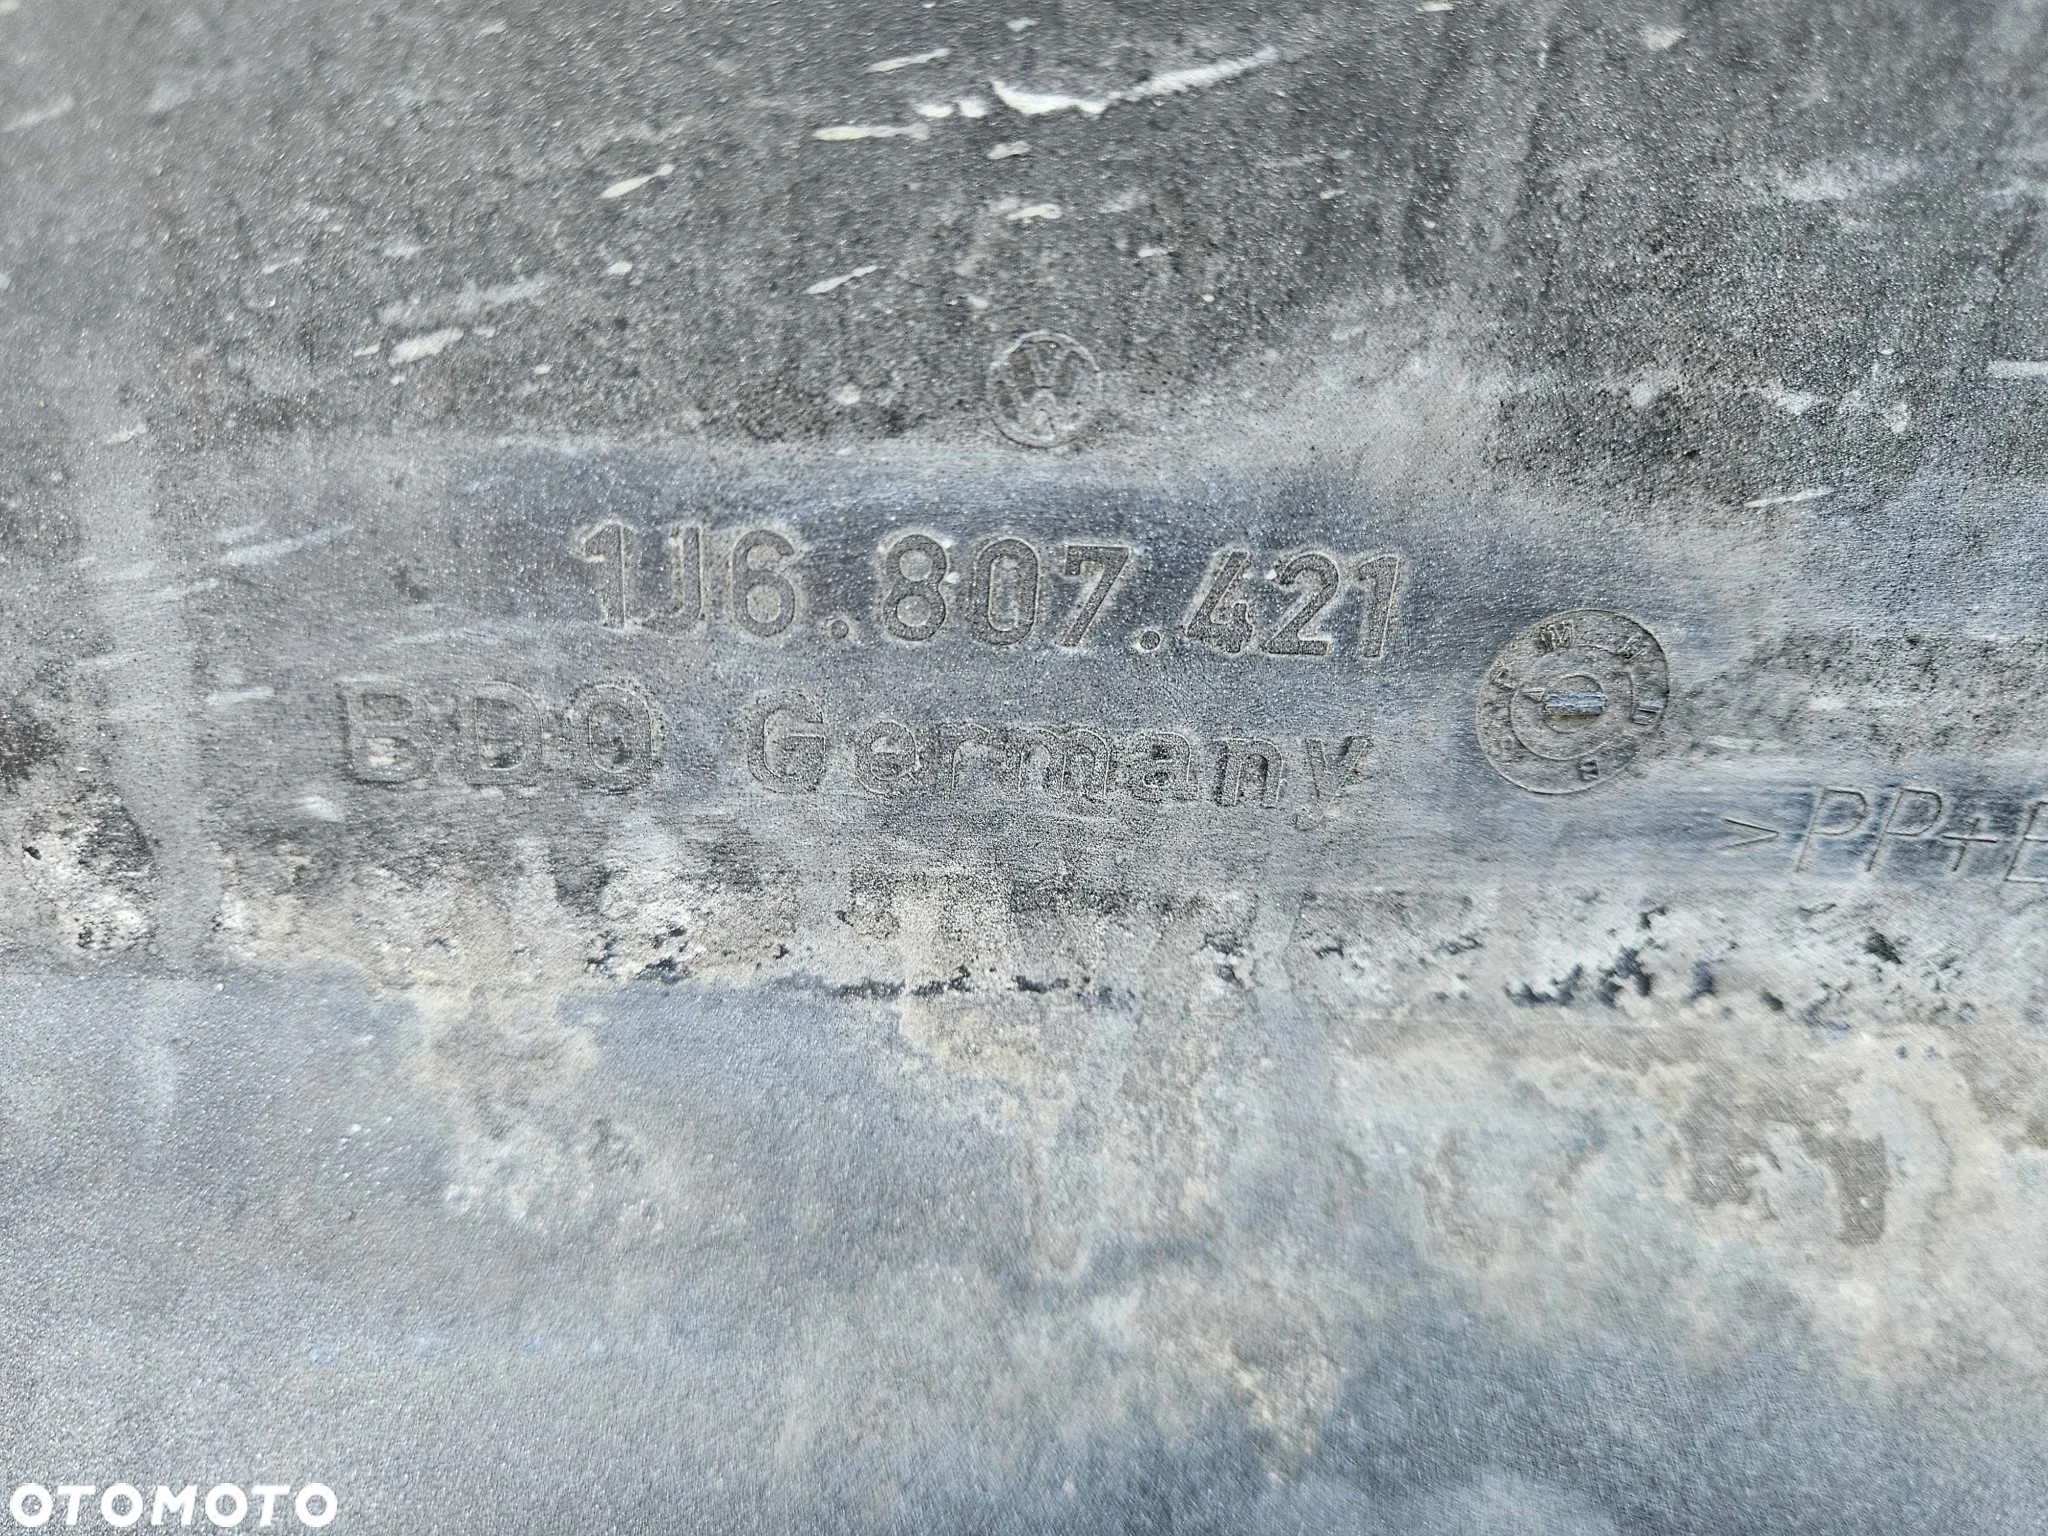 1J6.807.421
BDO Germany
>PP+E
OTOMOTO